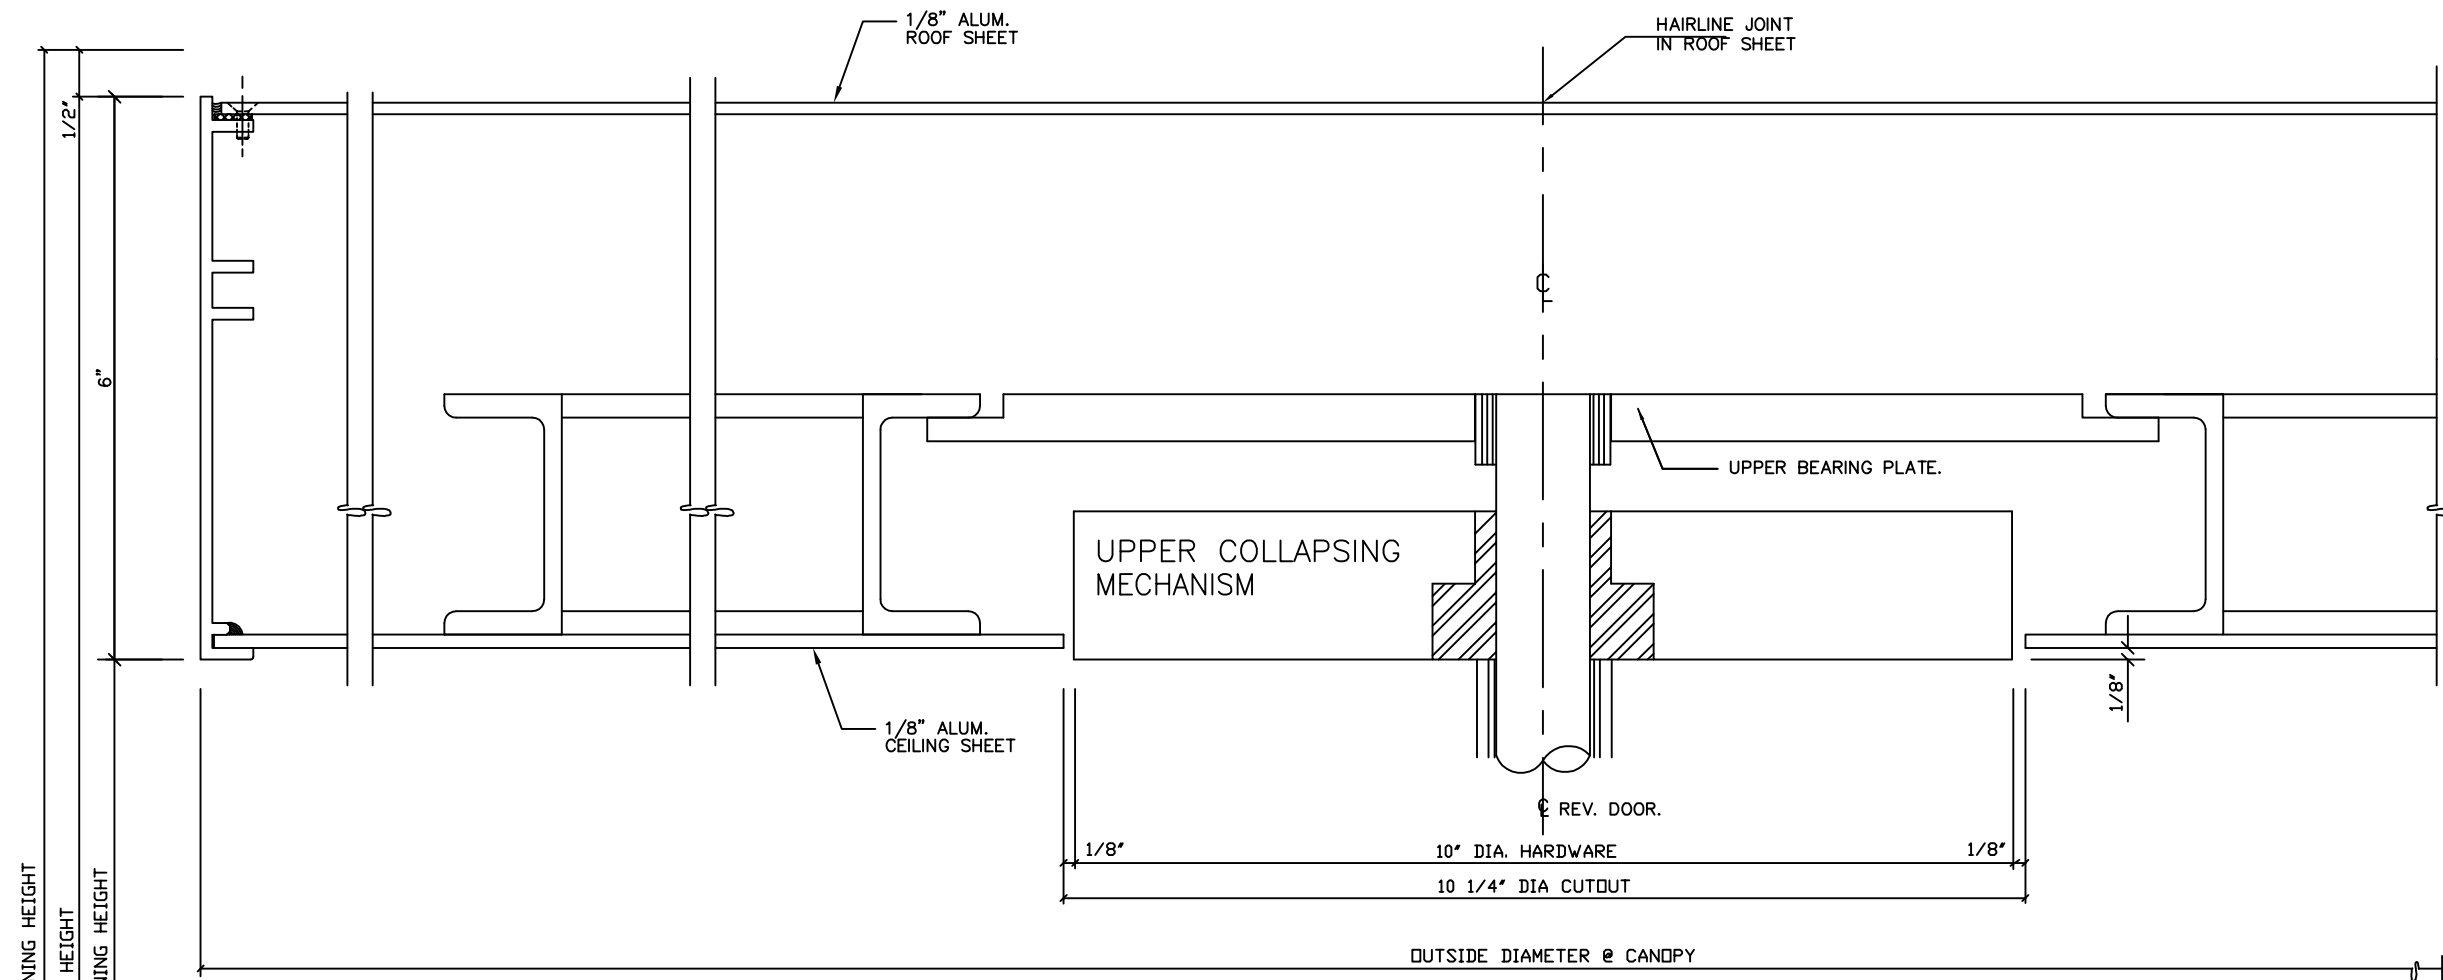 1/8" ALUM.
ROOF SHEET
HAIRLINE JOINT
IN ROOF SHEET
1/2"
6"
UPPER BEARING PLATE.
UPPER COLLAPSING
MECHANISM
1/8"
1/8" ALUM.
CEILING SHEET
REV. DOOR.
1/8"
10" DIA. HARDWARE
1/8"
10 1/4" DIA CUTOUT
HEIGHT
HEIGHT
HEIGHT
OUTSIDE DIAMETER @ CANOPY